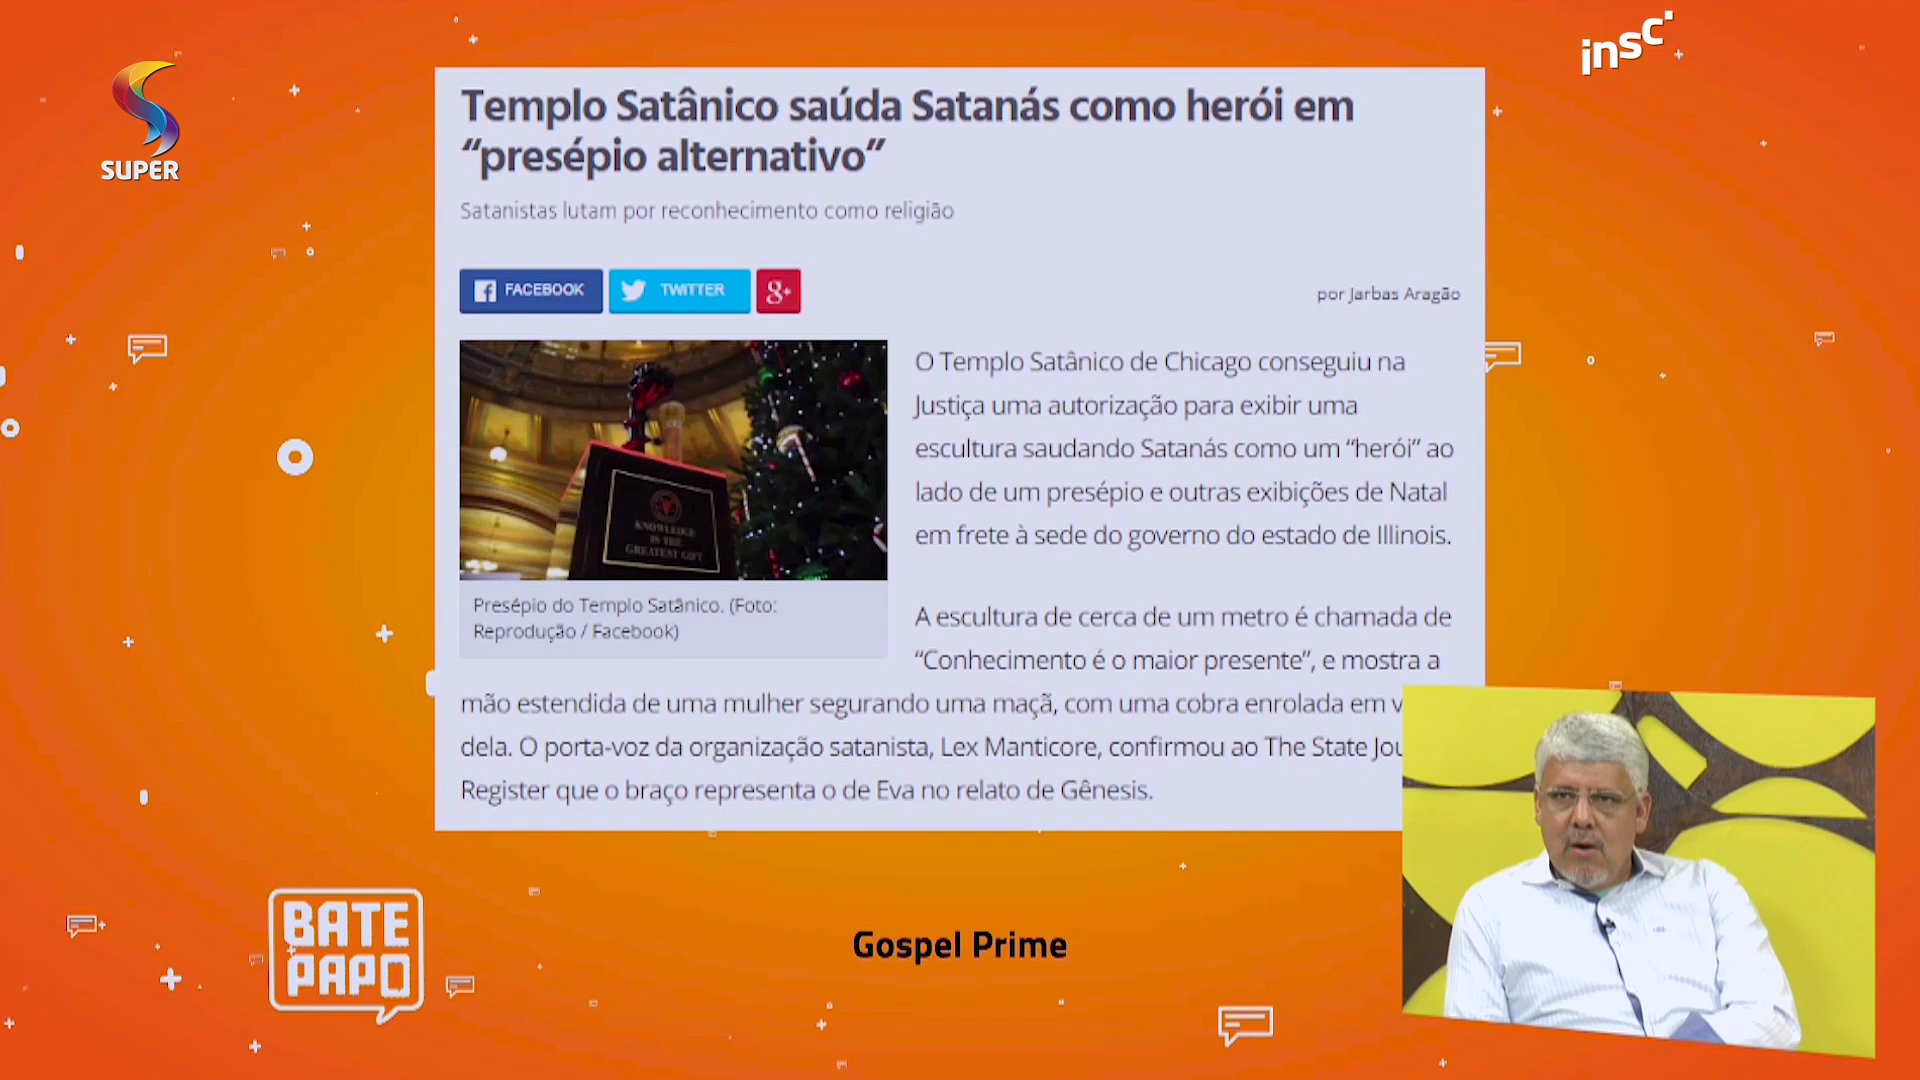 SUPER
insc
Templo Satânico saúda Satanás como herói em
“presépio alternativo”
Satanistas lutam por reconhecimento como religião
FACEBOOK
TWITTER
g+
por Jarbas Aragão
KNOWLEDGE
IS THE
GREATEST GIFT
Presépio do Templo Satânico. (Foto:
Reprodução / Facebook)
O Templo Satânico de Chicago conseguiu na
Justiça uma autorização para exibir uma
escultura saudando Satanás como um “herói” ao
lado de um presépio e outras exibições de Natal
em frete à sede do governo do estado de Illinois.
A escultura de cerca de um metro é chamada de
“Conhecimento é o maior presente”, e mostra a
mão estendida de uma mulher segurando uma maçã, com uma cobra enrolada em
dela. O porta-voz da organização satanista, Lex Manticore, confirmou ao The State
Register que o braço representa o de Eva no relato de Gênesis.
BATE
PAPO
Gospel Prime